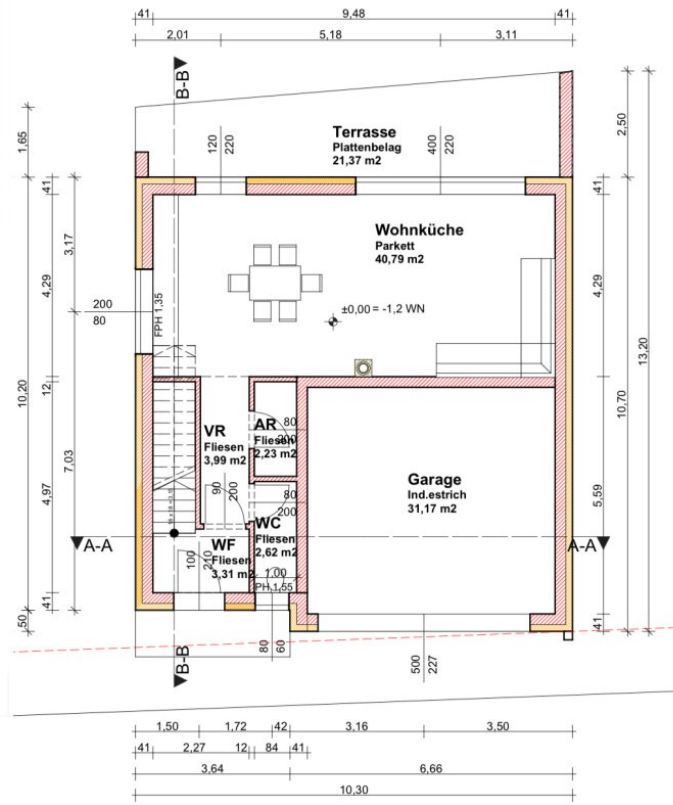 41
9,48
41
2,01
5,18
3,11
B-B
1,65
2,50
Terrasse
Plattenbelag
21,37 m2
120
220
400
220
41
41
3,17
4,29
Wohnküche
Parkett
40,79 m2
4,29
13,20
200
80
FPH 1,35
±0,00 = -1,2 WN
10,20
12
10,70
7,03
4,97
AR
Fliesen
2,23 m2
80
200
VR
Fliesen
3,99 m2
90
200
80
200
Garage
Ind.estrich
31,17 m2
5,59
WC
Fliesen
2,62 m2
A-A
A-A
WF
Fliesen
3,31 m2
100
210
1,00
PH 1,55
41
41
50
B-B
80
60
500
227
1,50
1,72
42
3,16
3,50
41
2,27
12
84
41
3,64
6,66
10,30